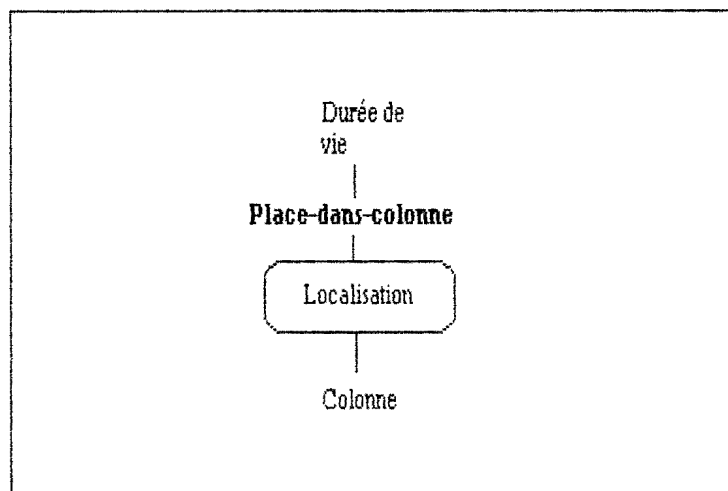 Durée de
vie
Place-dans-colonne
Localisation
Colonne